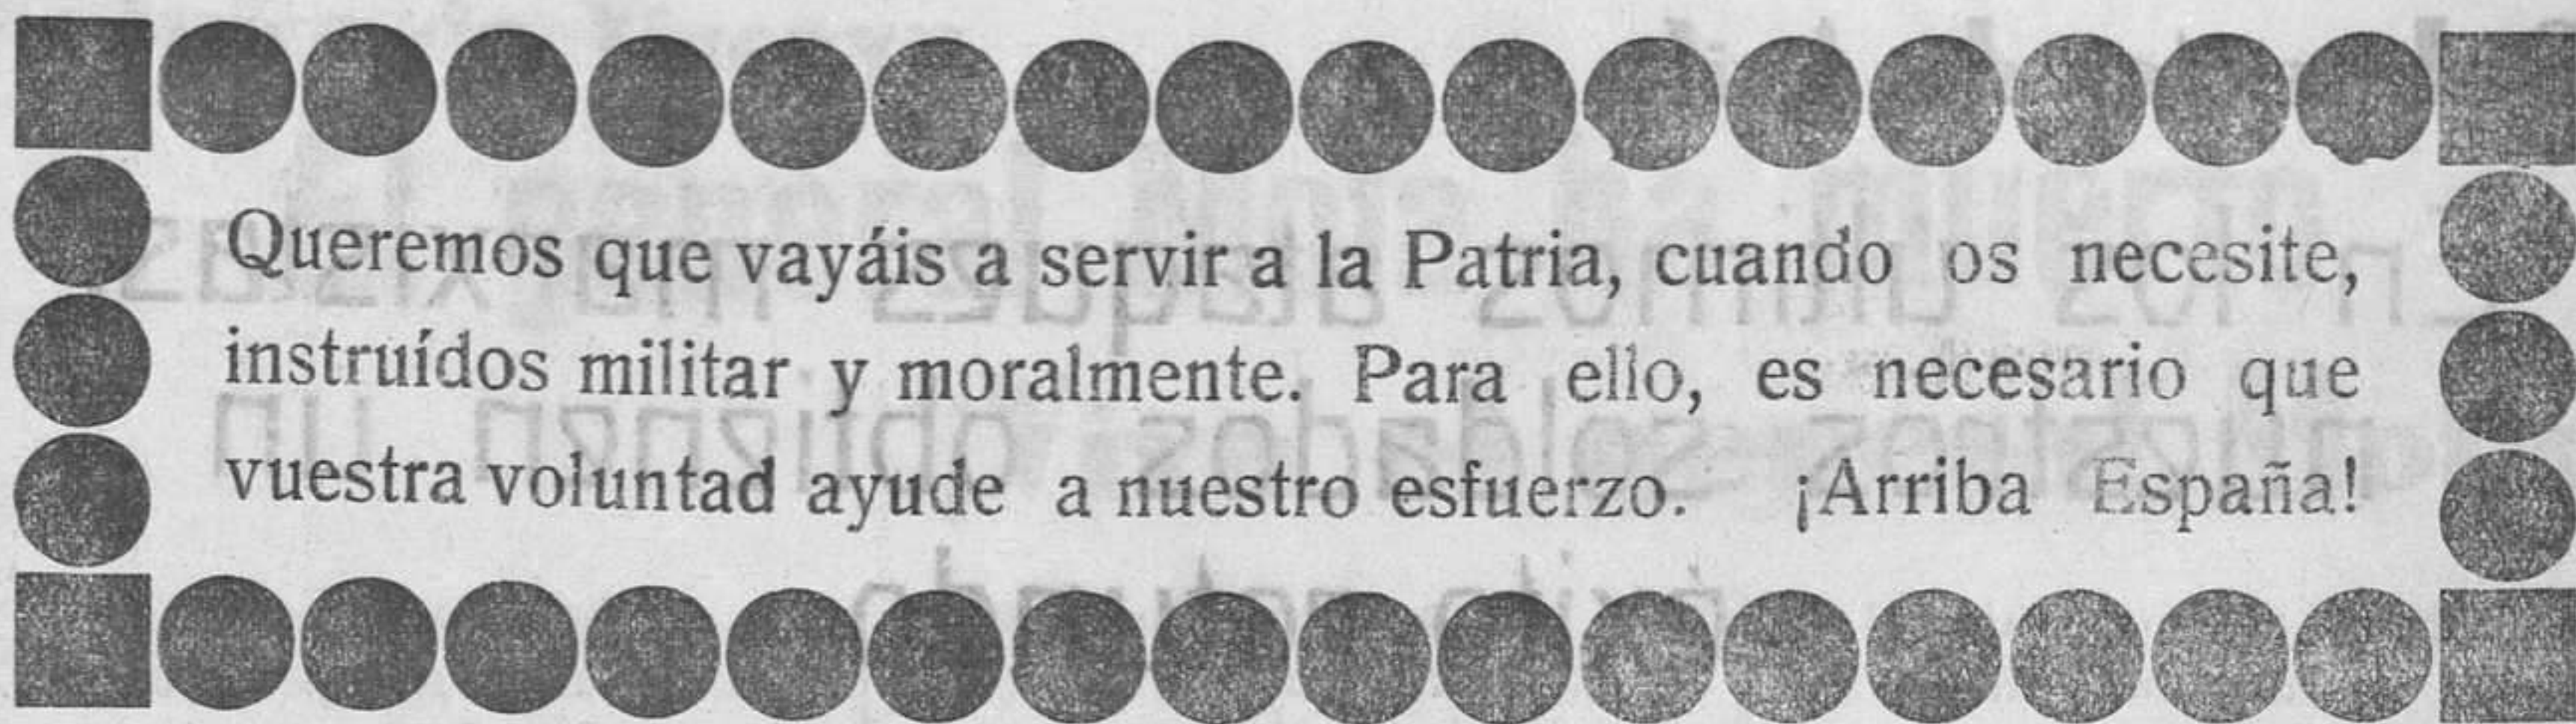 Queremos que vayáis a servir a la Patria, cuando os necesite,
instruídos militar y moralmente. Para ello, es necesario que
vuestra voluntad ayude a nuestro esfuerzo. ¡Arriba España!